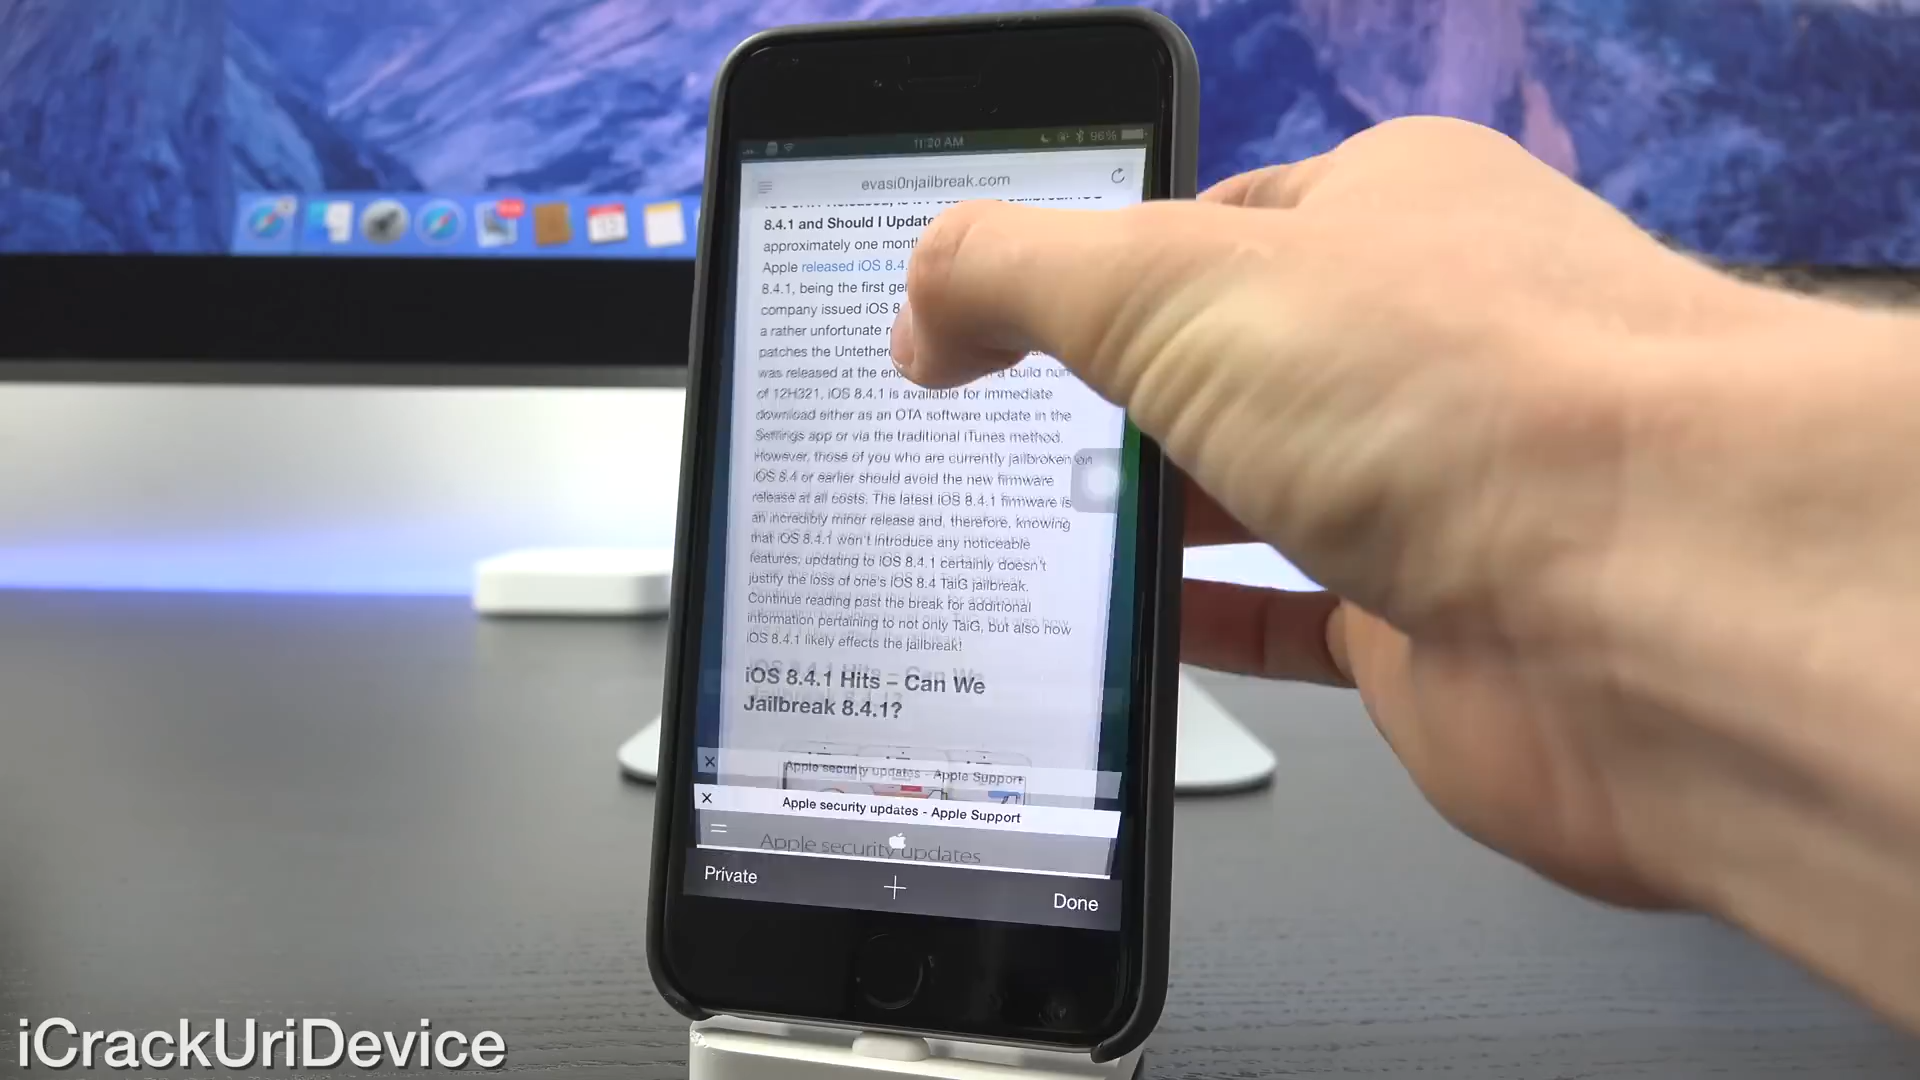 11:20 AM
96%
evasi0njailbreak.com
8.4.1 and Should I Update
approximately one month
Apple released iOS 8.4.
8.4.1, being the first
company issued iOS 8
a rather unfortunate
patches the
was released at the a build
of 12H321, iOS 8.4.1 is available for immediate
download either as an OTA software update in the
Settings app or via the traditional iTunes method.
However, those of you who are currently jailbroken on
iOS 8.4 or earlier should avoid the new firmware
release at all costs. The latest iOS 8.4.1 firmware is
an incredibly minor release and, therefore, knowing
that iOS 8.4.1 won't introduce any noticeable
features, updating to iOS 8.4.1 certainly doesn't
justify the loss of one's iOS 8.4 TaiG jailbreak.
Continue reading past the break for additional
information pertaining to not only TaiG, but also how
iOS 8.4.1 likely effects the jailbreak!
iOS 8.4.1 Hits – Can We
Jailbreak 8.4.1?
Apple security updates - Apple Support
Apple security updates - Apple Support
Apple security updates
Private
Done
iCrackUriDevice